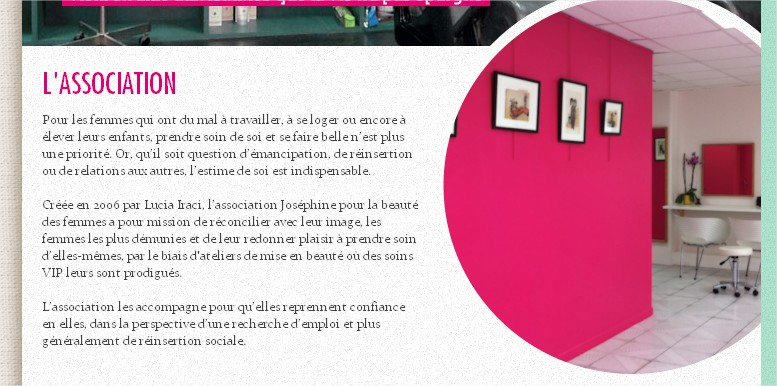 L'ASSOCIATION
Pour les femmes qui ont du mal à travailler, à se loger ou encore à
élever leurs enfants, prendre soin de soi et se faire belle n'est plus
une priorité. Or, qu'il soit question d'émancipation, de réinsertion
ou de relations aux autres, l'estime de soi est indispensable.
Créée en 2006 par Lucia Iraci, l'association Joséphine pour la beauté
des femmes a pour mission de réconcilier avec leur image, les
femmes les plus démunies et de leur redonner plaisir à prendre soin
d'elles-mêmes, par le biais d'ateliers de mise en beauté où des soins
VIP leurs sont prodigués.
L'association les accompagne pour qu'elles reprennent confiance
en elles, dans la perspective d'une recherche d'emploi et plus
généralement de réinsertion sociale.